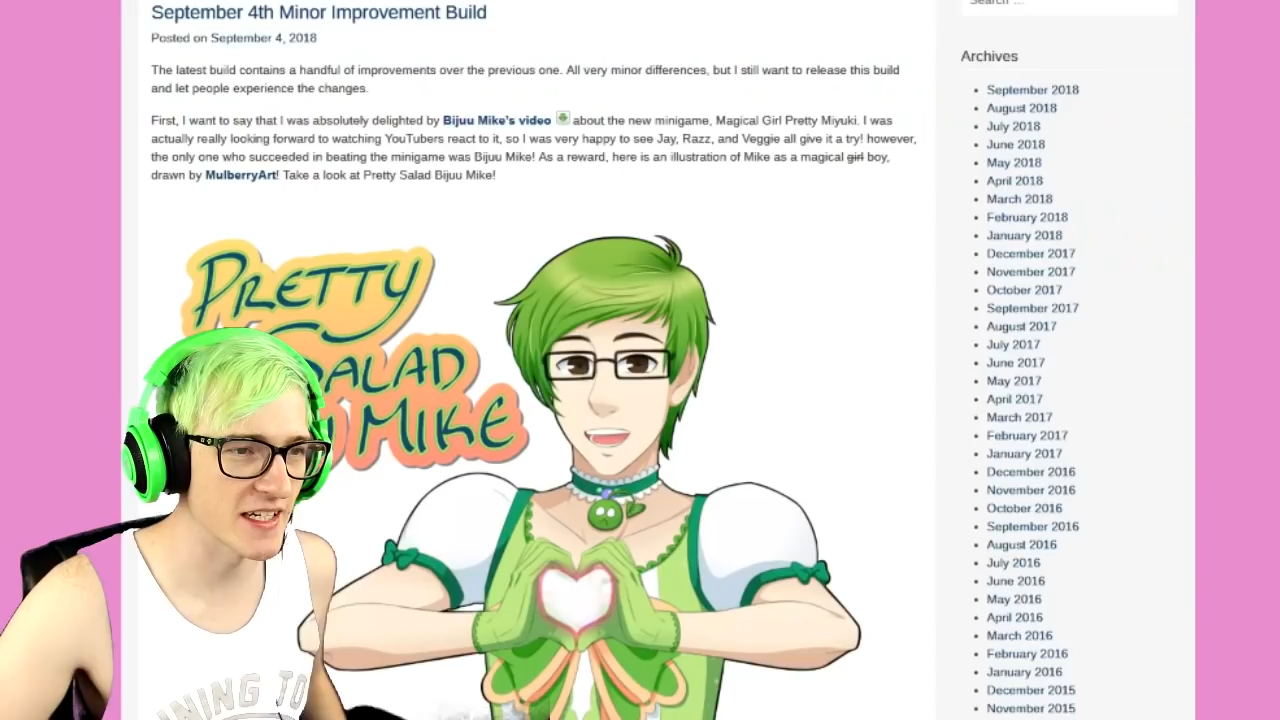 September 4th Minor Improvement Build
Posted on September 4, 2018
The latest build contains a handful of improvements over the previous one. All very minor differences, but I still want to release this build
and let people experience the changes.
First, I want to say that I was absolutely delighted by Bijuu Mike's video about the new minigame, Magical Girl Pretty Miyuki. I was
actually really looking forward to watching YouTubers react to it, so I was very happy to see Jay, Razz, and Veggie all give it a try! however,
the only one who succeeded in beating the minigame was Bijuu Mike! As a reward, here is an illustration of Mike as a magical girl boy,
drawn by MulberryArt! Take a look at Pretty Salad Bijuu Mike!
PRETTY
SALAD
MIKE
NING TO
Search ...
Archives
September 2018
August 2018
July 2018
June 2018
May 2018
April 2018
March 2018
February 2018
January 2018
December 2017
November 2017
October 2017
September 2017
August 2017
July 2017
June 2017
May 2017
April 2017
March 2017
February 2017
January 2017
December 2016
November 2016
October 2016
September 2016
August 2016
July 2016
June 2016
May 2016
April 2016
March 2016
February 2016
January 2016
December 2015
November 2015